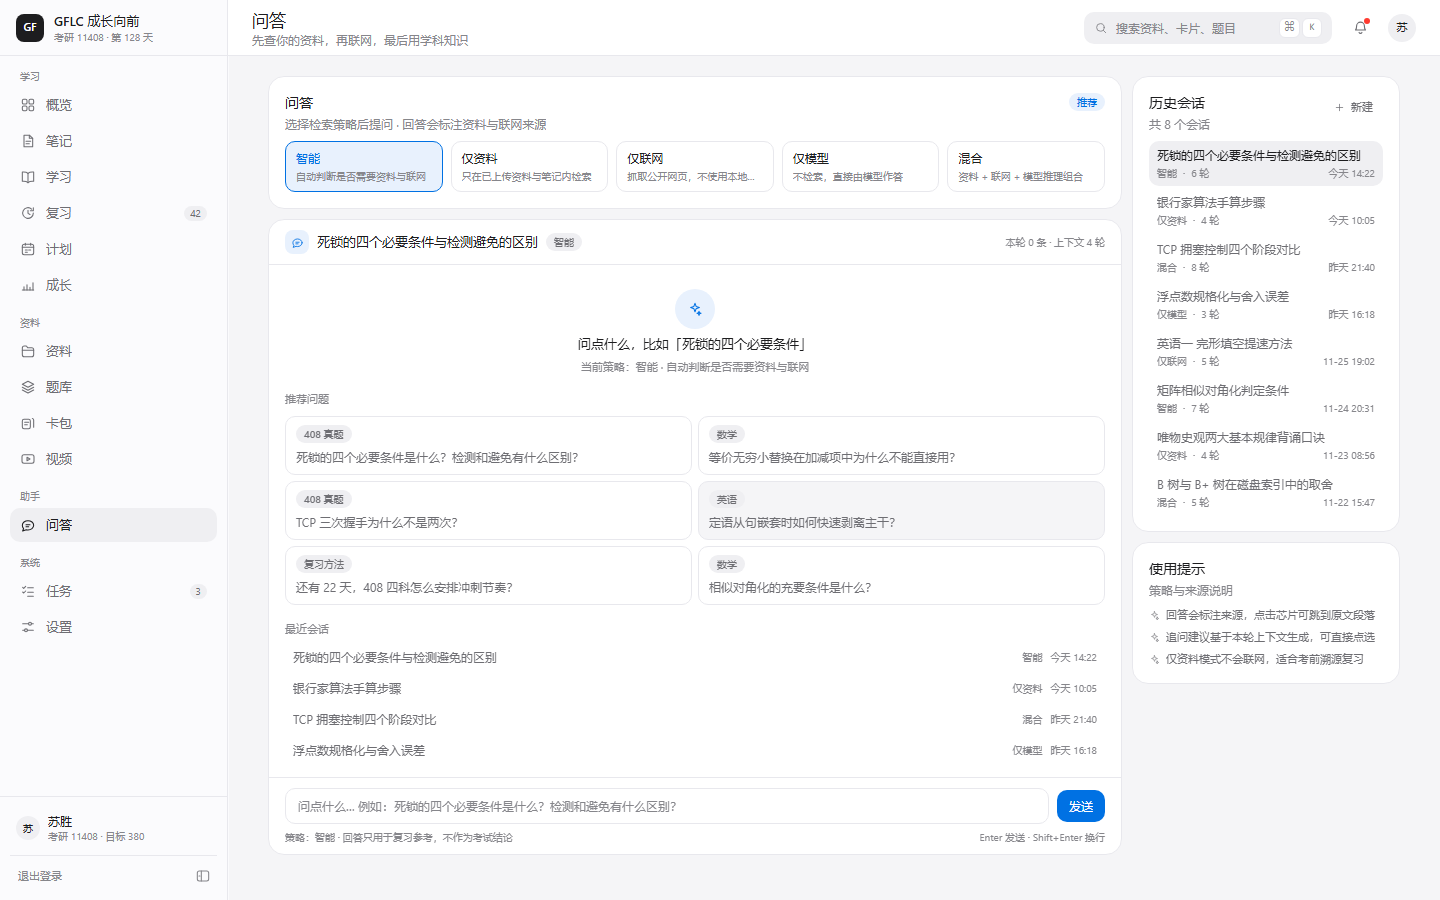 GF
GFLC 成长向前
考研 11408 · 第 128 天
学习
概览
笔记
学习
复习
42
计划
成长
资料
资料
题库
卡包
视频
助手
问答
系统
任务
3
设置
苏
苏胜
考研 11408 · 目标 380
退出登录
问答
先查你的资料，再联网，最后用学科知识
搜索资料、卡片、题目
⌘ K
苏
问答
推荐
选择检索策略后提问 · 回答会标注资料与联网来源
智能
自动判断是否需要资料与联网
仅资料
只在已上传资料与笔记内检索
仅联网
抓取公开网页，不使用本地...
仅模型
不检索，直接由模型作答
混合
资料 + 联网 + 模型推理组合
死锁的四个必要条件与检测避免的区别
智能
本轮 0 条 · 上下文 4 轮
问点什么，比如「死锁的四个必要条件」
当前策略：智能 · 自动判断是否需要资料与联网
推荐问题
408 真题
死锁的四个必要条件是什么？检测和避免有什么区别？
数学
等价无穷小替换在加减项中为什么不能直接用？
408 真题
TCP 三次握手为什么不是两次？
英语
定语从句嵌套时如何快速剥离主干？
复习方法
还有 22 天，408 四科怎么安排冲刺节奏？
数学
相似对角化的充要条件是什么？
最近会话
死锁的四个必要条件与检测避免的区别
智能 今天 14:22
银行家算法手算步骤
仅资料 今天 10:05
TCP 拥塞控制四个阶段对比
混合 昨天 21:40
浮点数规格化与舍入误差
仅模型 昨天 16:18
问点什么... 例如：死锁的四个必要条件是什么？检测和避免有什么区别？
发送
策略：智能 · 回答只用于复习参考，不作为考试结论
Enter 发送 · Shift+Enter 换行
历史会话
新建
共 8 个会话
死锁的四个必要条件与检测避免的区别
智能 · 6 轮
今天 14:22
银行家算法手算步骤
仅资料 · 4 轮
今天 10:05
TCP 拥塞控制四个阶段对比
混合 · 8 轮
昨天 21:40
浮点数规格化与舍入误差
仅模型 · 3 轮
昨天 16:18
英语一 完形填空提速方法
仅联网 · 5 轮
11-25 19:02
矩阵相似对角化判定条件
智能 · 7 轮
11-24 20:31
唯物史观两大基本规律背诵口诀
仅资料 · 4 轮
11-23 08:56
B 树与 B+ 树在磁盘索引中的取舍
混合 · 5 轮
11-22 15:47
使用提示
策略与来源说明
回答会标注来源，点击芯片可跳到原文段落
追问建议基于本轮上下文生成，可直接点选
仅资料模式不会联网，适合考前溯源复习